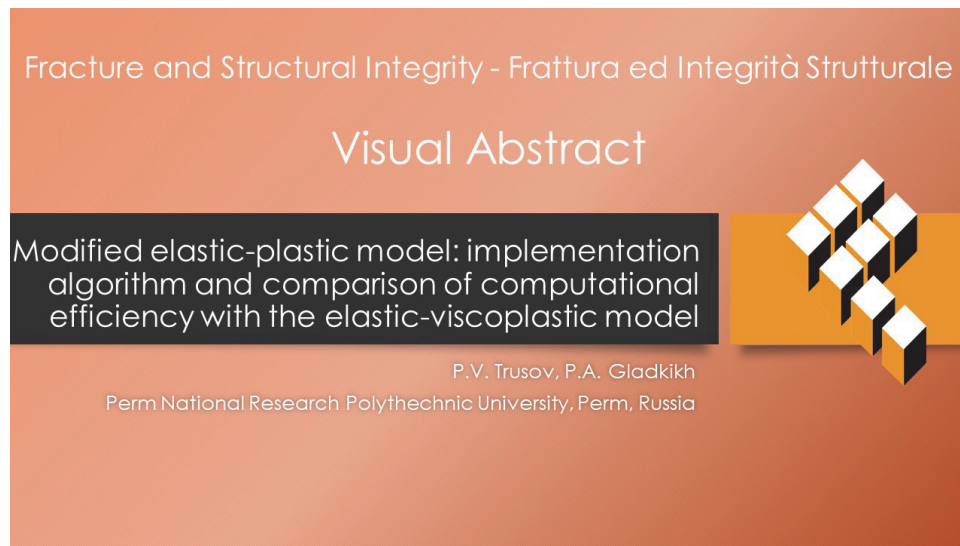 Fracture and Structural Integrity - Frattura ed Integrità Strutturale
Visual Abstract
Modified elastic-plastic model: implementation
algorithm and comparison of computational
efficiency with the elastic-viscoplastic model
P.V. Trusov, P.A. Gladkikh
Perm National Research Polythechnic University, Perm, Russia